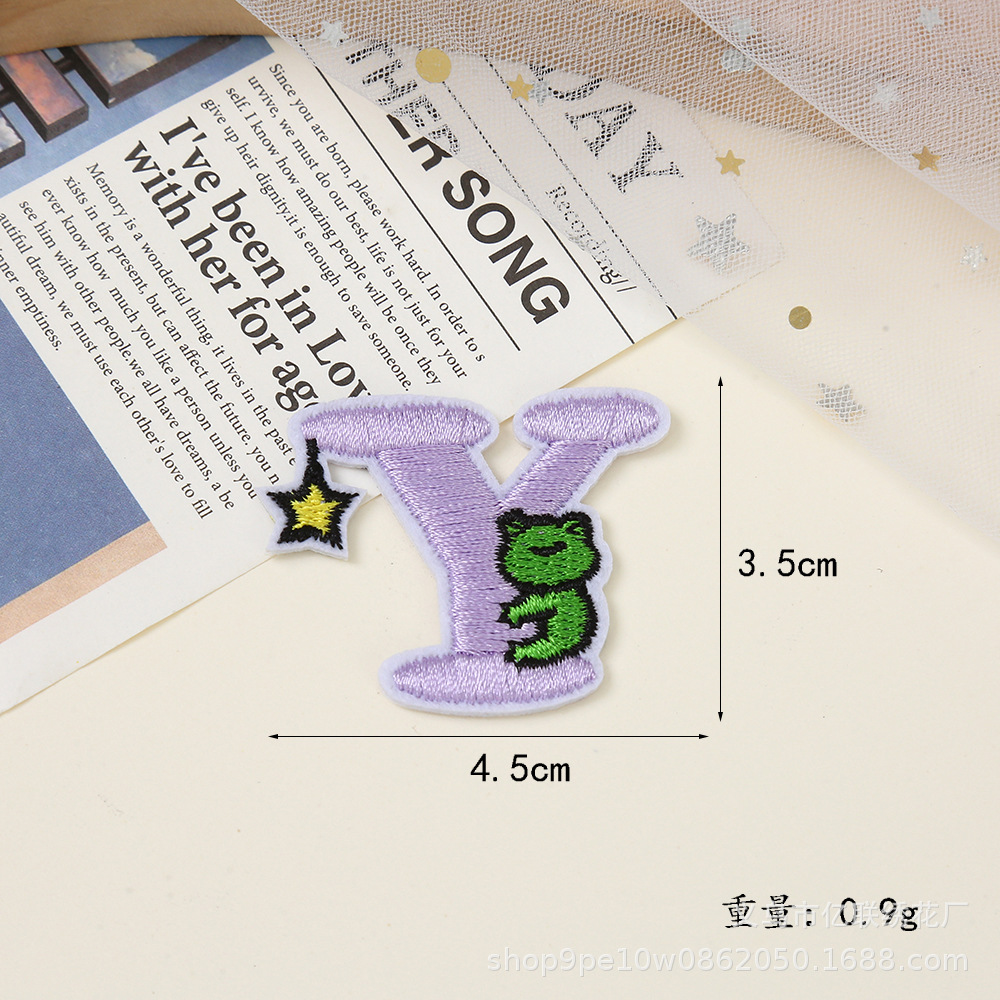 THER
DAY
ER SONG
Recording//
Since you are born, please work hard. In order to s
urvive, we must do our best, life is not just for your
self. I know how amazing people will be once they
give up heir dignity.it is enough to save someone.
I've been in Lov
with her for ag
Memory is a wonderful thing, it lives in the past
xists in the present, but can affect the future. you n
ever know how much you like a person unless you
see him with other people.we all have dreams, a be
autiful dream, we must use each other's love to fill
inner emptiness.
Y
3.5cm
4.5cm
重量: 0.9g
市亿联绣花厂
shop9pe10w0862050.1688.com